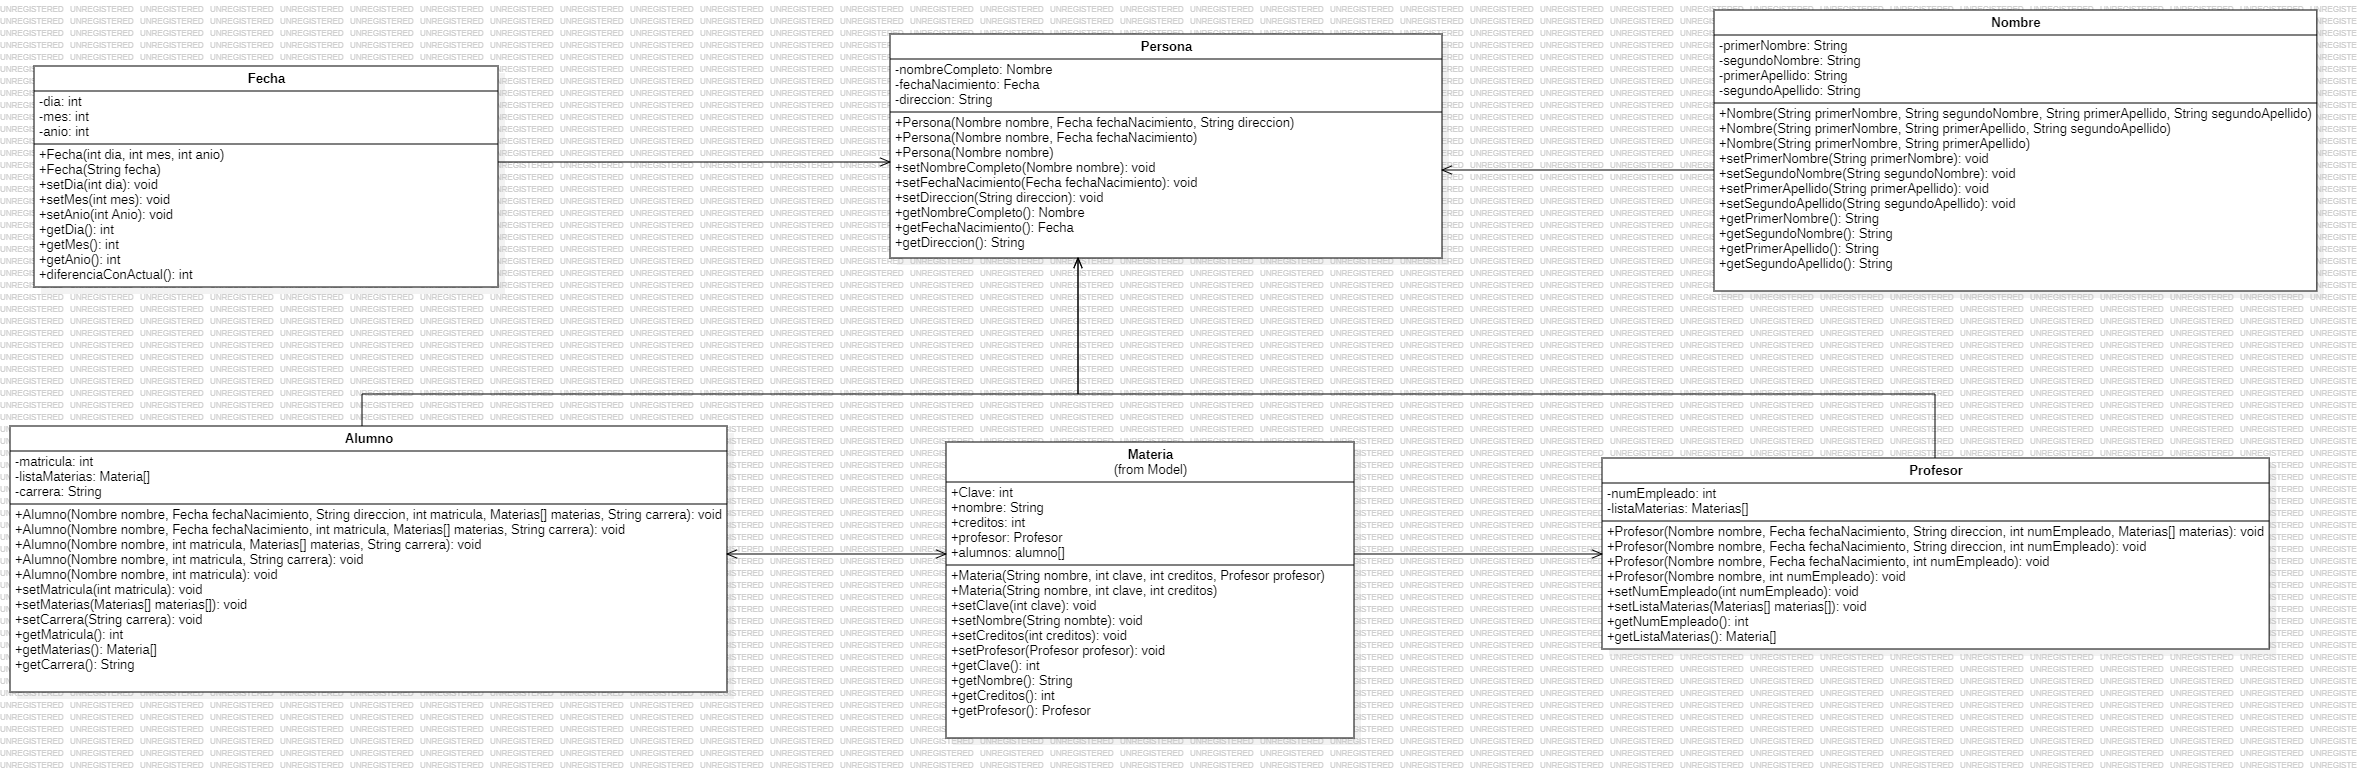 Fecha
-dia: int
-mes: int
-anio: int
+Fecha(int dia, int mes, int anio)
+Fecha(String fecha)
+setDia(int dia): void
+setMes(int mes): void
+setAnio(int Anio): void
+getDia(): int
+getMes(): int
+getAnio(): int
+diferenciaConActual(): int
Persona
-nombreCompleto: Nombre
-fechaNacimiento: Fecha
-direccion: String
+Persona(Nombre nombre, Fecha fechaNacimiento, String direccion)
+Persona(Nombre nombre, Fecha fechaNacimiento)
+Persona(Nombre nombre)
+setNombreCompleto(Nombre nombre): void
+setFechaNacimiento(Fecha fechaNacimiento): void
+setDireccion(String direccion): void
+getNombreCompleto(): Nombre
+getFechaNacimiento(): Fecha
+getDireccion(): String
Nombre
-primerNombre: String
-segundoNombre: String
-primerApellido: String
-segundoApellido: String
+Nombre(String primerNombre, String segundoNombre, String primerApellido, String segundoApellido)
+Nombre(String primerNombre, String primerApellido, String segundoApellido)
+Nombre(String primerNombre, String primerApellido)
+setPrimerNombre(String primerNombre): void
+setSegundoNombre(String segundoNombre): void
+setPrimerApellido(String primerApellido): void
+setSegundoApellido(String segundoApellido): void
+getPrimerNombre(): String
+getSegundoNombre(): String
+getPrimerApellido(): String
+getSegundoApellido(): String
Alumno
-matricula: int
-listaMaterias: Materia[]
-carrera: String
+Alumno(Nombre nombre, Fecha fechaNacimiento, String direccion, int matricula, Materias[] materias, String carrera): void
+Alumno(Nombre nombre, Fecha fechaNacimiento, int matricula, Materias[] materias, String carrera): void
+Alumno(Nombre nombre, int matricula, Materias[] materias, String carrera): void
+Alumno(Nombre nombre, int matricula, String carrera): void
+Alumno(Nombre nombre, int matricula): void
+setMatricula(int matricula): void
+setMaterias(Materias[] materias[]): void
+setCarrera(String carrera): void
+getMatricula(): int
+getMaterias(): Materia[]
+getCarrera(): String
Materia
(from Model)
+Clave: int
+nombre: String
+creditos: int
+profesor: Profesor
+alumnos: alumno[]
+Materia(String nombre, int clave, int creditos, Profesor profesor)
+Materia(String nombre, int clave, int creditos)
+setClave(int clave): void
+setNombre(String nombte): void
+setCreditos(int creditos): void
+setProfesor(Profesor profesor): void
+getClave(): int
+getNombre(): String
+getCreditos(): int
+getProfesor(): Profesor
Profesor
-numEmpleado: int
-listaMaterias: Materias[]
+Profesor(Nombre nombre, Fecha fechaNacimiento, String direccion, int numEmpleado, Materias[] materias): void
+Profesor(Nombre nombre, Fecha fechaNacimiento, String direccion, int numEmpleado): void
+Profesor(Nombre nombre, Fecha fechaNacimiento, int numEmpleado): void
+Profesor(Nombre nombre, int numEmpleado): void
+setNumEmpleado(int numEmpleado): void
+setListaMaterias(Materias[] materias[]): void
+getNumEmpleado(): int
+getListaMaterias(): Materia[]
UNREGISTERED